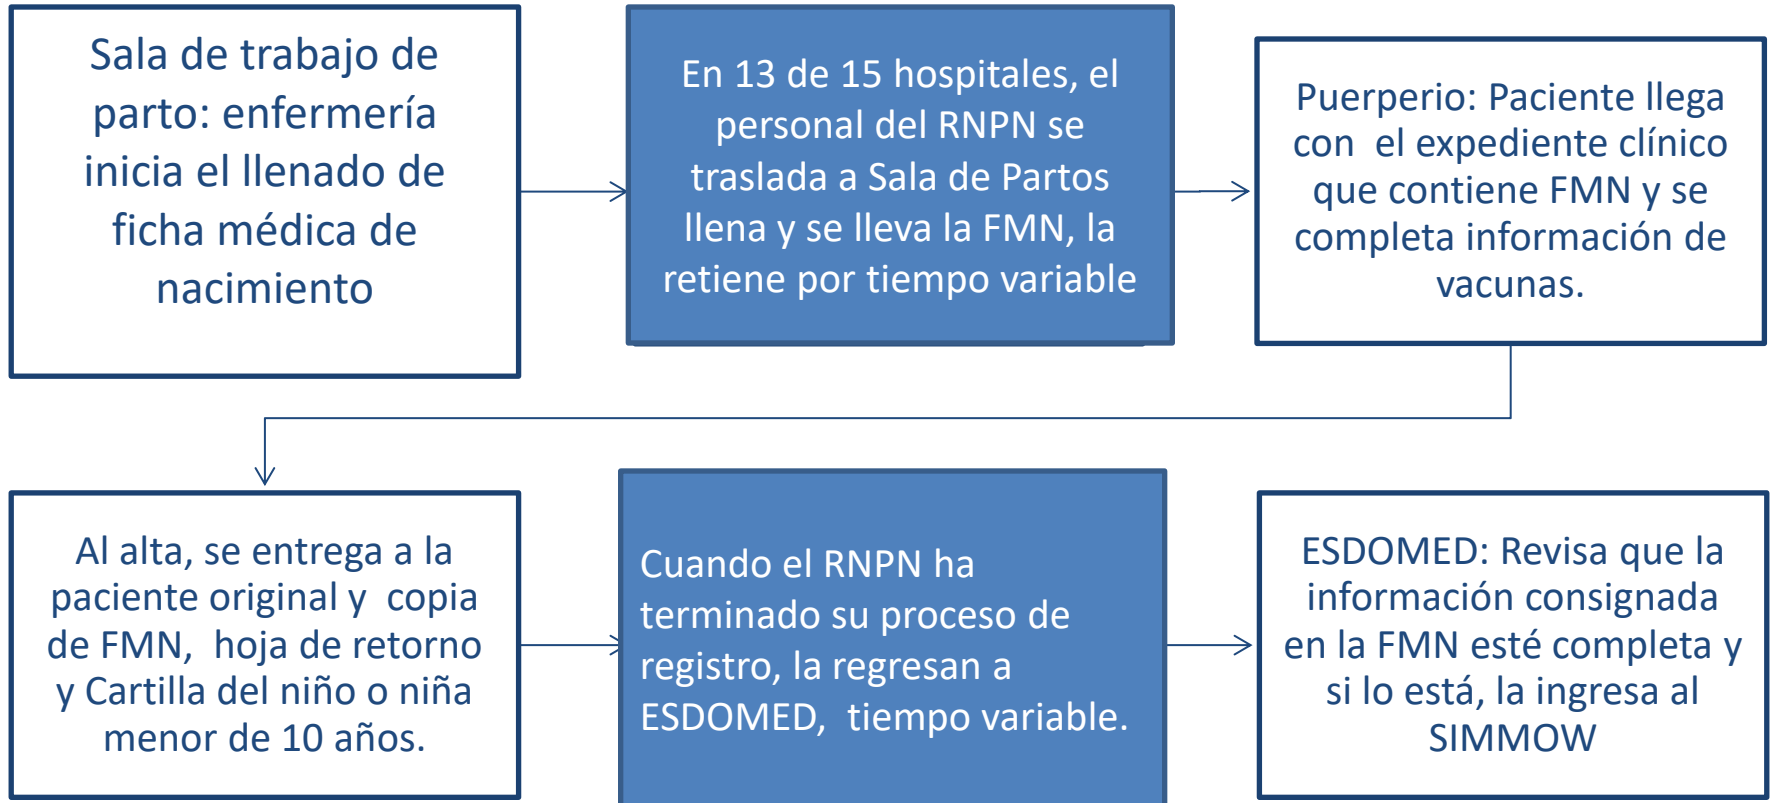 Sala de trabajo de
parto: enfermería
inicia el llenado de
ficha médica de
nacimiento
En 13 de 15 hospitales, el
personal del RNPN se
traslada a Sala de Partos
llena y se lleva la FMN, la
retiene por tiempo variable
Puerperio: Paciente llega
con el expediente clínico
que contiene FMN y se
completa información de
vacunas.
Al alta, se entrega a la
paciente original y copia
de FMN, hoja de retorno
y Cartilla del niño o niña
menor de 10 años.
Cuando el RNPN ha
terminado su proceso de
registro, la regresan a
ESDOMED, tiempo variable.
ESDOMED: Revisa que la
información consignada
en la FMN esté completa y
si lo está, la ingresa al
SIMMOW